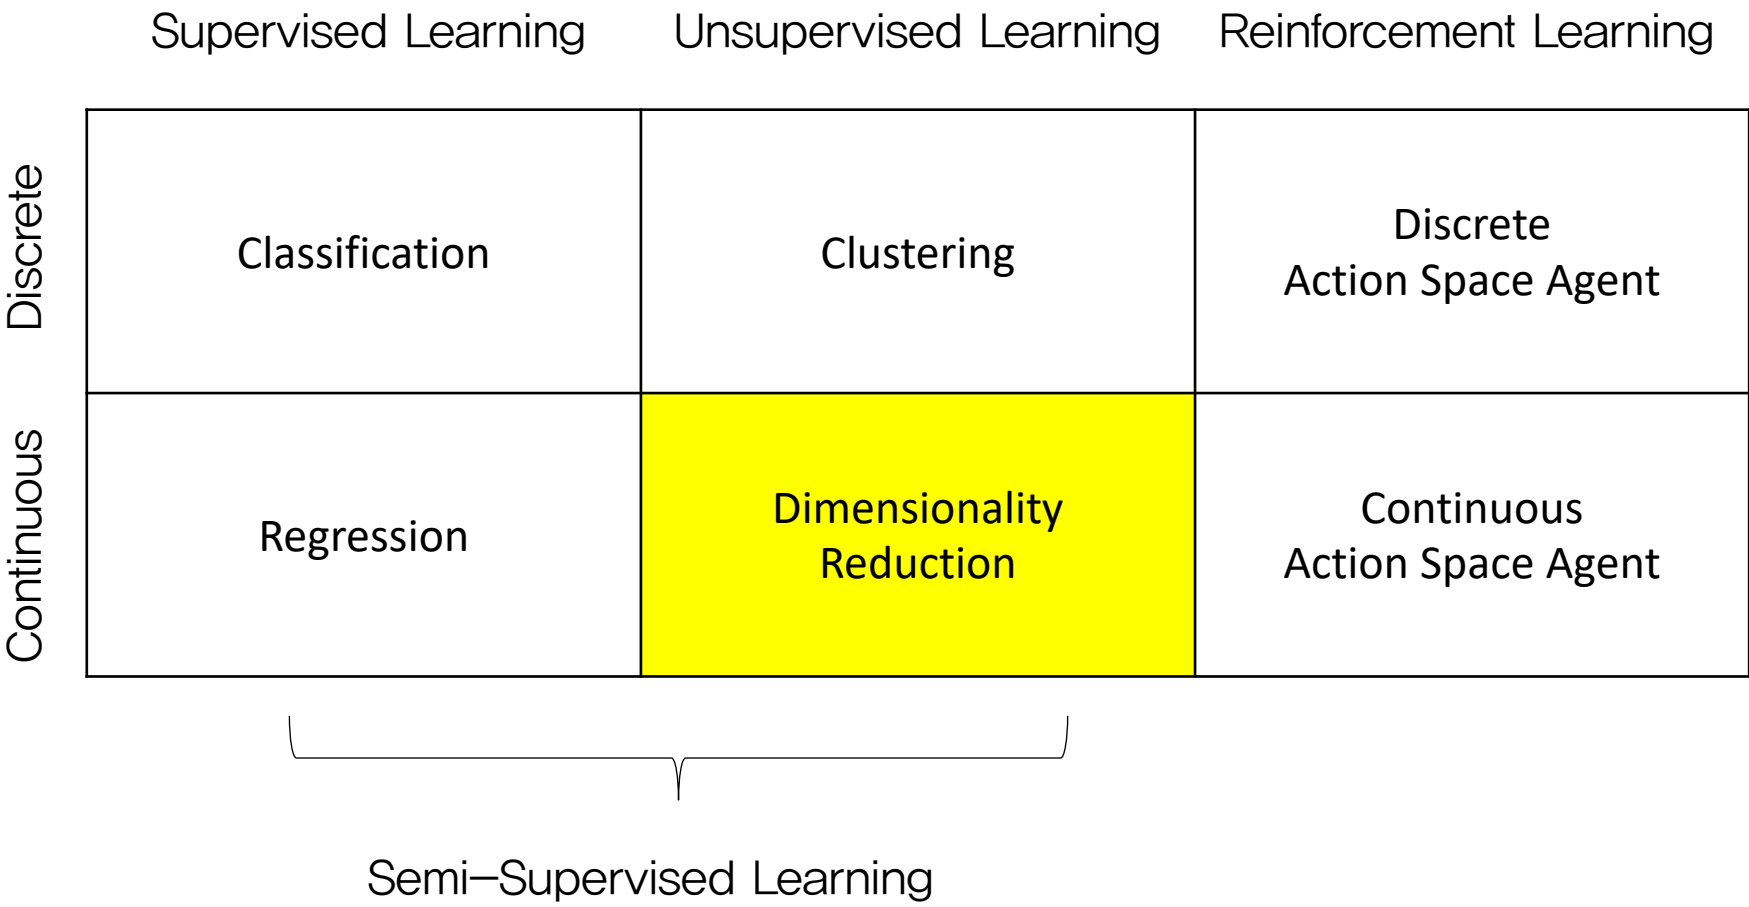 Supervised Learning
Unsupervised Learning
Reinforcement Learning
Discrete
Classification
Clustering
Discrete
Action Space Agent
Continuous
Regression
Dimensionality
Reduction
Continuous
Action Space Agent
Semi-Supervised Learning